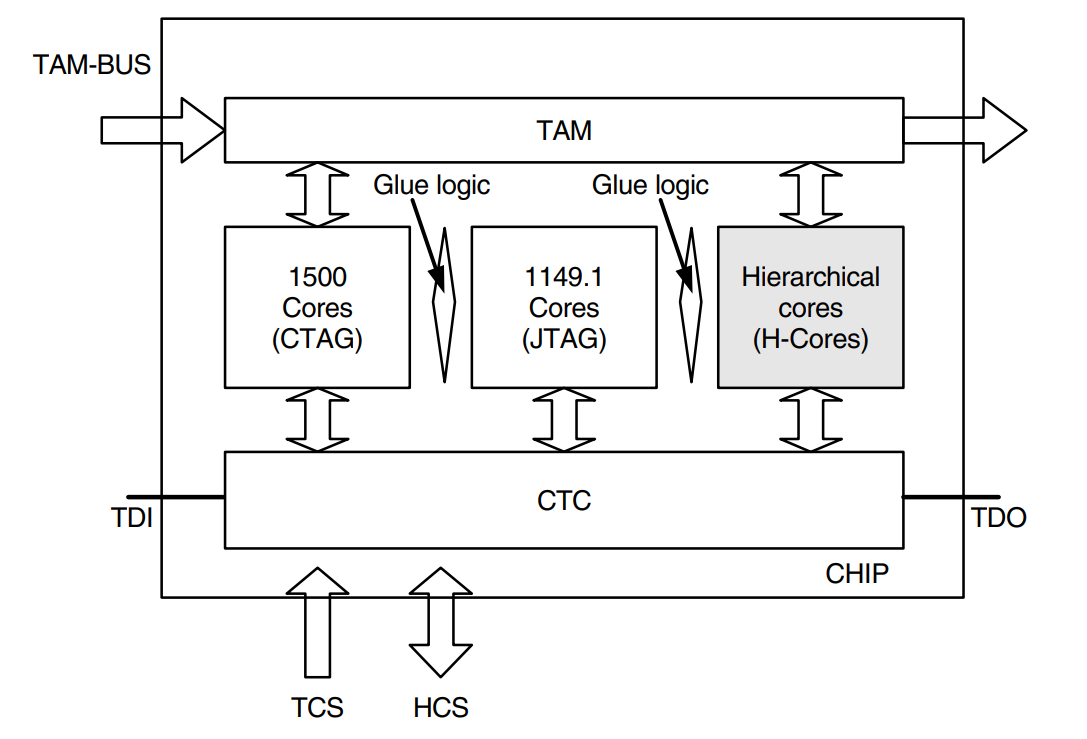 TAM-BUS
TAM
Glue logic
Glue logic
1500
Cores
(CTAG)
1149.1
Cores
(JTAG)
Hierarchical
cores
(H-Cores)
CTC
TDI
TDO
CHIP
TCS
HCS